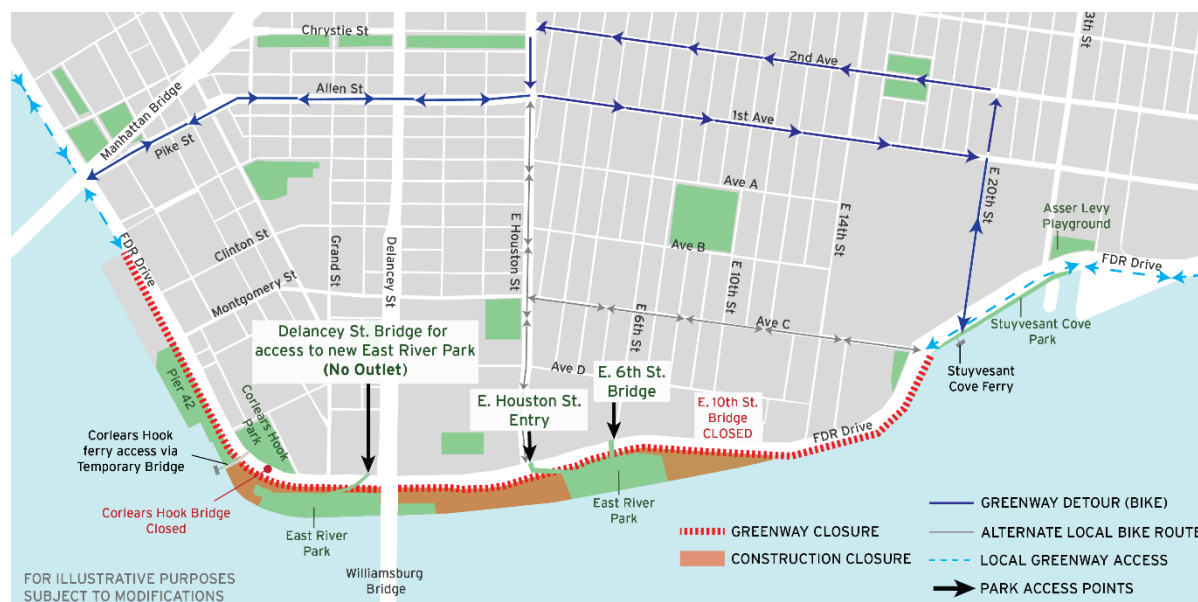 Chrystie St
2nd Ave
3th St
Manhattan Bridge
Allen St
1st Ave
Pike St
Ave A
E 20th St
Asser Levy
Playground
FDR Drive
Clinton St
Grand St
Delancey St
E Houston St
Ave B
E 10th St
E 14th St
FDR Drive
Montgomery St
Delancey St. Bridge for
access to new East River Park
(No Outlet)
E 6th St
Ave C
Stuyvesant Cove
Park
Stuyvesant
Cove Ferry
Pier 42
Corlears Hook
Park
Ave D
E. 6th St.
Bridge
E. Houston St.
Entry
E. 10th St.
Bridge
CLOSED
FDR Drive
Corlears Hook
ferry access via
Temporary Bridge
Corlears Hook Bridge
Closed
East River
Park
East River
Park
Williamsburg
Bridge
GREENWAY CLOSURE
CONSTRUCTION CLOSURE
GREENWAY DETOUR (BIKE)
ALTERNATE LOCAL BIKE ROUTE
LOCAL GREENWAY ACCESS
PARK ACCESS POINTS
FOR ILLUSTRATIVE PURPOSES
SUBJECT TO MODIFICATIONS